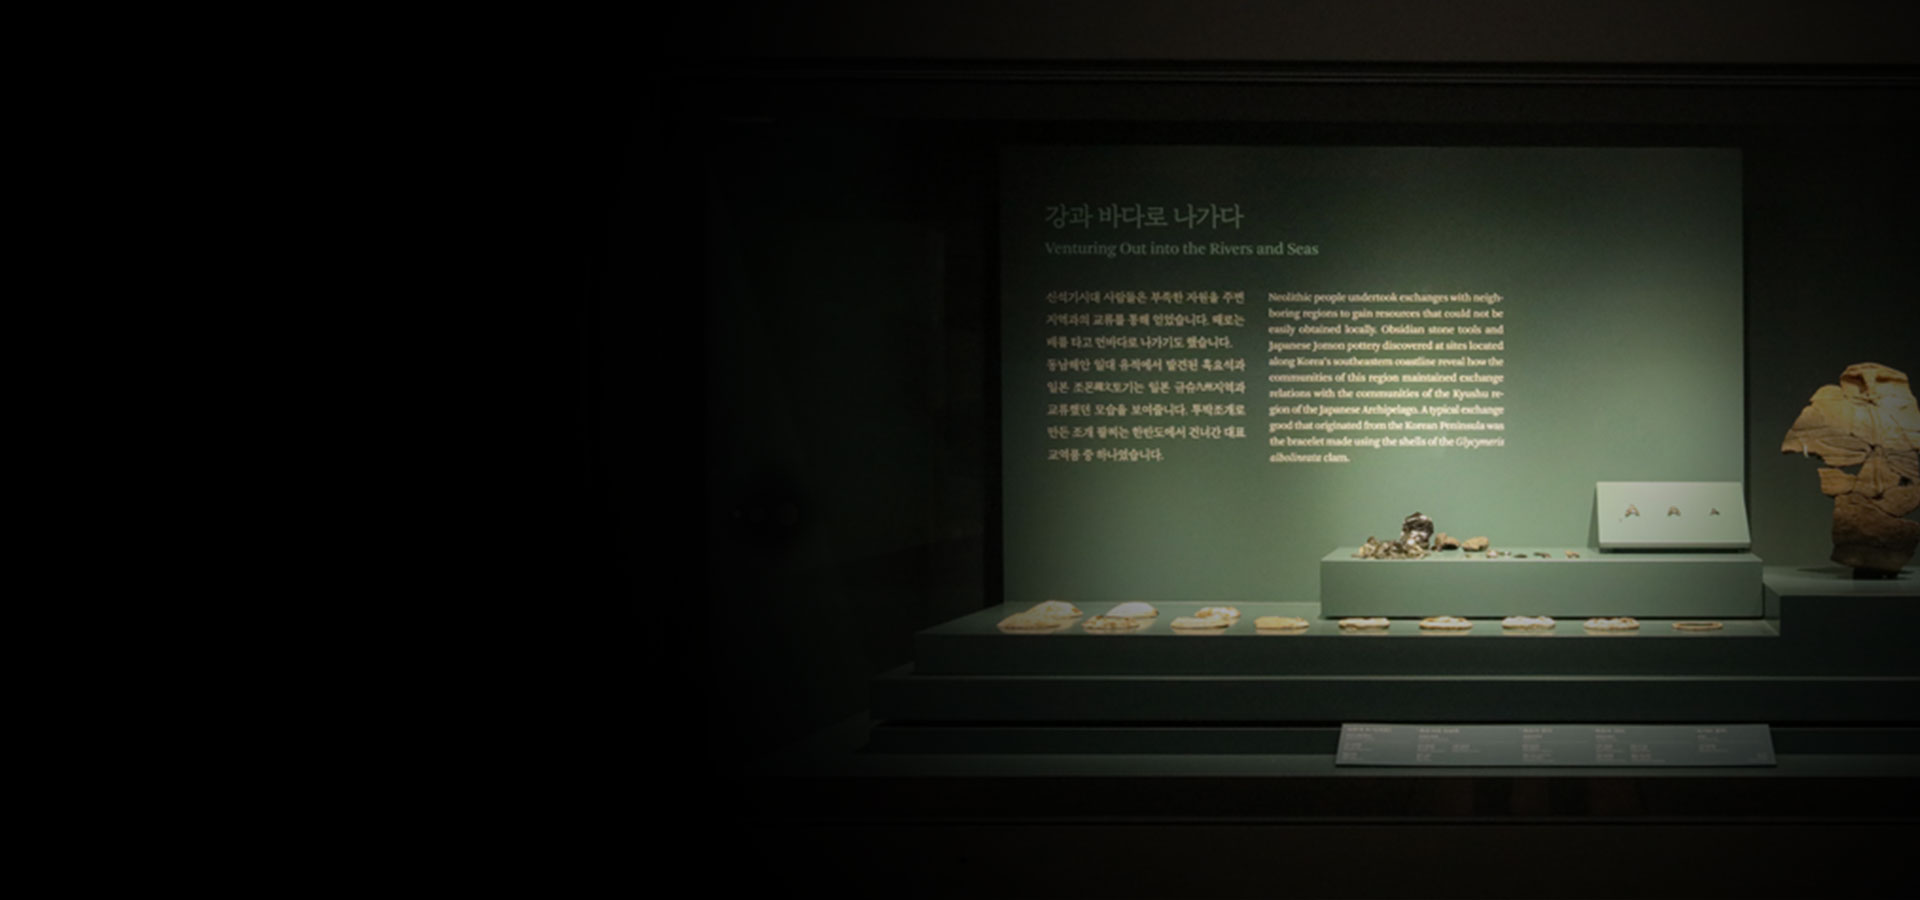 강과 바다로 나가다
Venturing Out into the Rivers and Seas
신석기시대 사람들은 부족한 자원을 주변
지역과의 교류를 통해 얻었습니다. 때로는
배를 타고 먼바다로 나가기도 했습니다.
동남해안 일대 유적에서 발견된 흑요석과
일본 조몬繩文토기는 일본 규슈九州지역과
교류했던 모습을 보여줍니다. 투박조개로
만든 조개 팔찌는 한반도에서 건너간 대표
교역품 중 하나였습니다.
Neolithic people undertook exchanges with neigh-
boring regions to gain resources that could not be
easily obtained locally. Obsidian stone tools and
Japanese Jomon pottery discovered at sites located
along Korea's southeastern coastline reveal how the
communities of this region maintained exchange
relations with the communities of the Kyushu re-
gion of the Japanese Archipelago. A typical exchange
good that originated from the Korean Peninsula was
the bracelet made using the shells of the Glycymeris
albolineata clam.